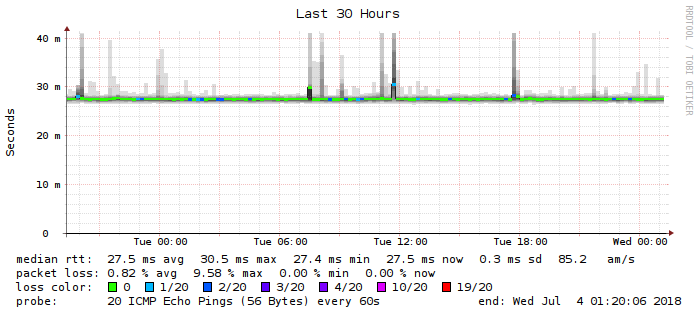 Last 30 Hours
RRDTOOL / TOBI OETIKER
Seconds
40 m
30 m
20 m
10 m
0
Tue 00:00 Tue 06:00 Tue 12:00 Tue 18:00 Wed 00:00
median rtt: 27.5 ms avg 30.5 ms max 27.4 ms min 27.5 ms now 0.3 ms sd 85.2 am/s
packet loss: 0.82 % avg 9.58 % max 0.00 % min 0.00 % now
loss color: 0 1/20 2/20 3/20 4/20 10/20 19/20
probe: 20 ICMP Echo Pings (56 Bytes) every 60s end: Wed Jul 4 01:20:06 2018